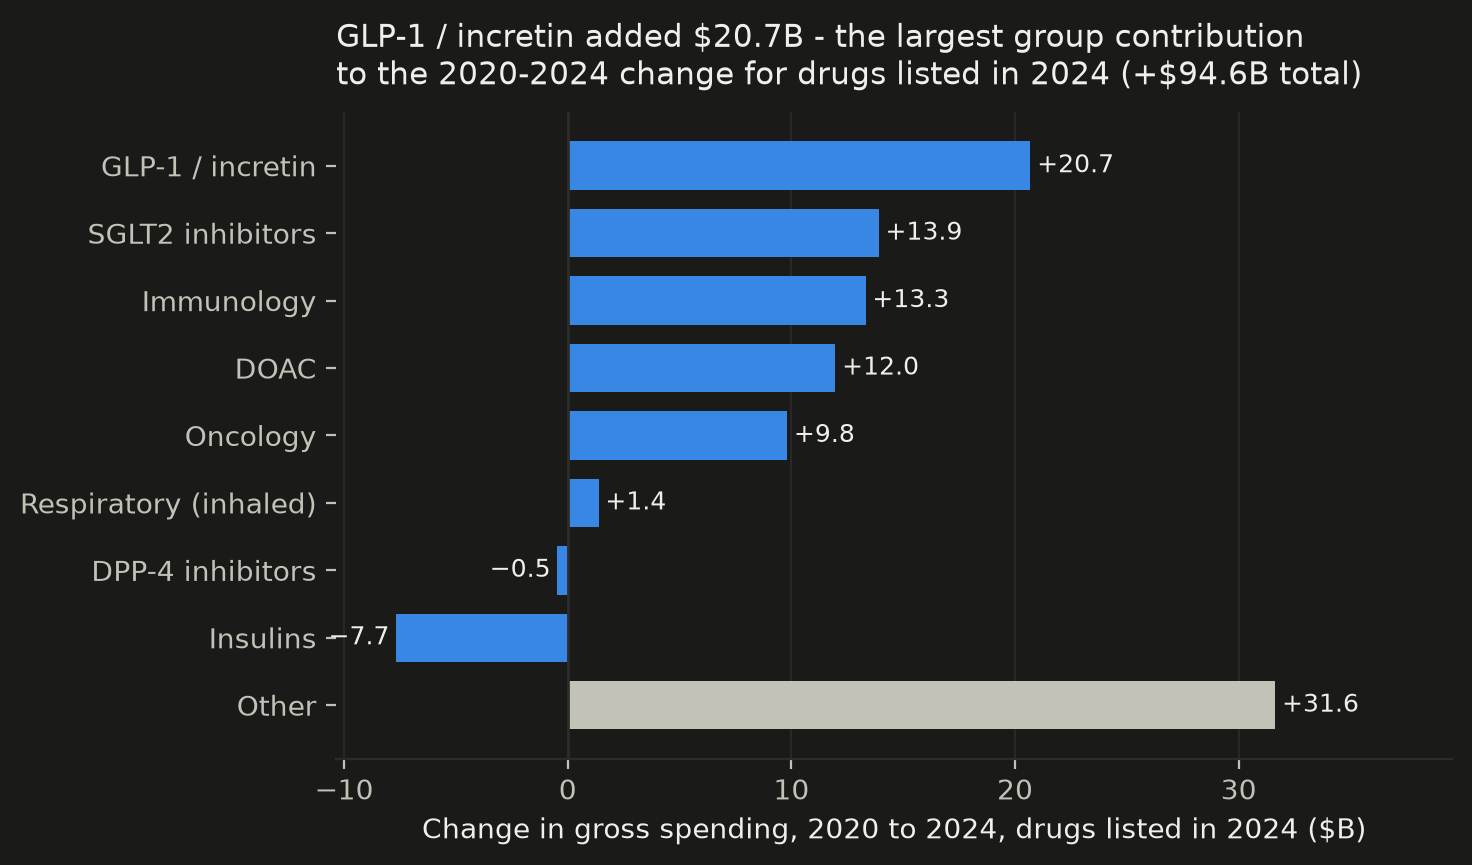 GLP-1 / incretin added $20.7B - the largest group contribution
to the 2020-2024 change for drugs listed in 2024 (+$94.6B total)
GLP-1 / incretin
+20.7
SGLT2 inhibitors
+13.9
Immunology
+13.3
DOAC
+12.0
Oncology
+9.8
Respiratory (inhaled)
+1.4
DPP-4 inhibitors
−0.5
Insulins
−7.7
Other
+31.6
−10 0 10 20 30
Change in gross spending, 2020 to 2024, drugs listed in 2024 ($B)